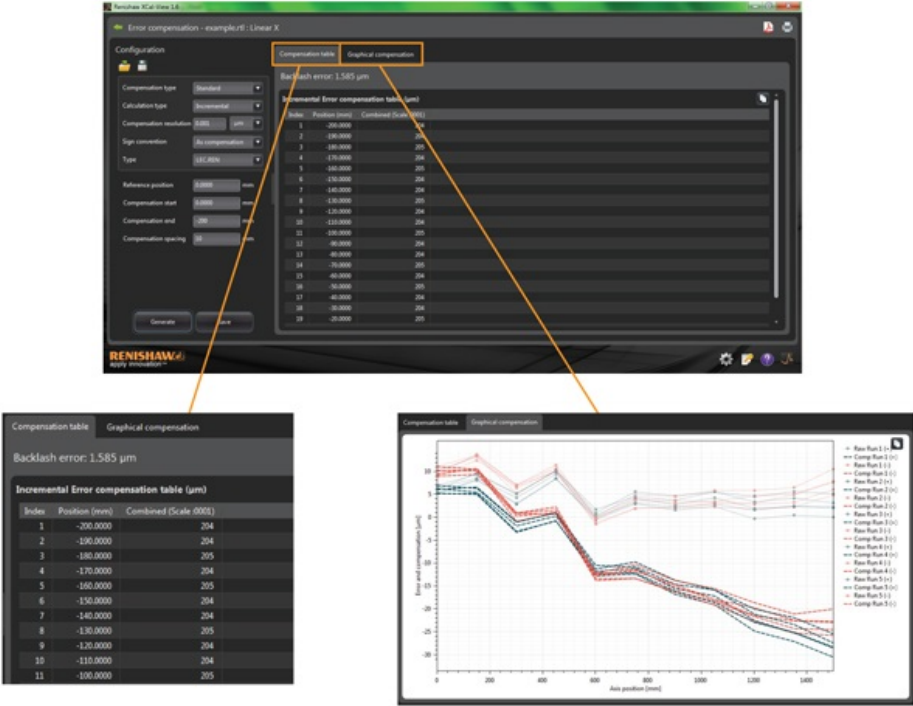 Renishaw XCal-View 1.6
Error compensation - example.rtl : Linear X
Configuration
Compensation type Standard
Calculation type Incremental
Compensation resolution 0.001 µm
Sign convention As compensation
Type LEC.REN
Reference position 0.0000 mm
Compensation start 0.0000 mm
Compensation end -200 mm
Compensation spacing 10 mm
Generate Save
Compensation table Graphical compensation
Backlash error: 1.585 µm
Incremental Error compensation table (µm)
Index Position (mm) Combined (Scale :0001)
1 -200.0000 204
2 -190.0000 204
3 -180.0000 205
4 -170.0000 204
5 -160.0000 205
6 -150.0000 204
7 -140.0000 204
8 -130.0000 205
9 -120.0000 204
10 -110.0000 204
11 -100.0000 205
12 -90.0000 204
13 -80.0000 204
14 -70.0000 205
15 -60.0000 204
16 -50.0000 205
17 -40.0000 204
18 -30.0000 204
19 -20.0000 205
RENISHAW
apply innovation™
Compensation table Graphical compensation
Backlash error: 1.585 µm
Incremental Error compensation table (µm)
Index Position (mm) Combined (Scale :0001)
1 -200.0000 204
2 -190.0000 204
3 -180.0000 205
4 -170.0000 204
5 -160.0000 205
6 -150.0000 204
7 -140.0000 204
8 -130.0000 205
9 -120.0000 204
10 -110.0000 204
11 -100.0000 205
Compensation table Graphical compensation
Error and compensation [µm]
10
5
0
-5
-10
-15
-20
-25
-30
0 200 400 600 800 1000 1200 1400
Axis position [mm]
Raw Run 1 (+)
Comp Run 1 (+)
Raw Run 1 (-)
Comp Run 1 (-)
Raw Run 2 (+)
Comp Run 2 (+)
Raw Run 2 (-)
Comp Run 2 (-)
Raw Run 3 (+)
Comp Run 3 (+)
Raw Run 3 (-)
Comp Run 3 (-)
Raw Run 4 (+)
Comp Run 4 (+)
Raw Run 4 (-)
Comp Run 4 (-)
Raw Run 5 (+)
Comp Run 5 (+)
Raw Run 5 (-)
Comp Run 5 (-)